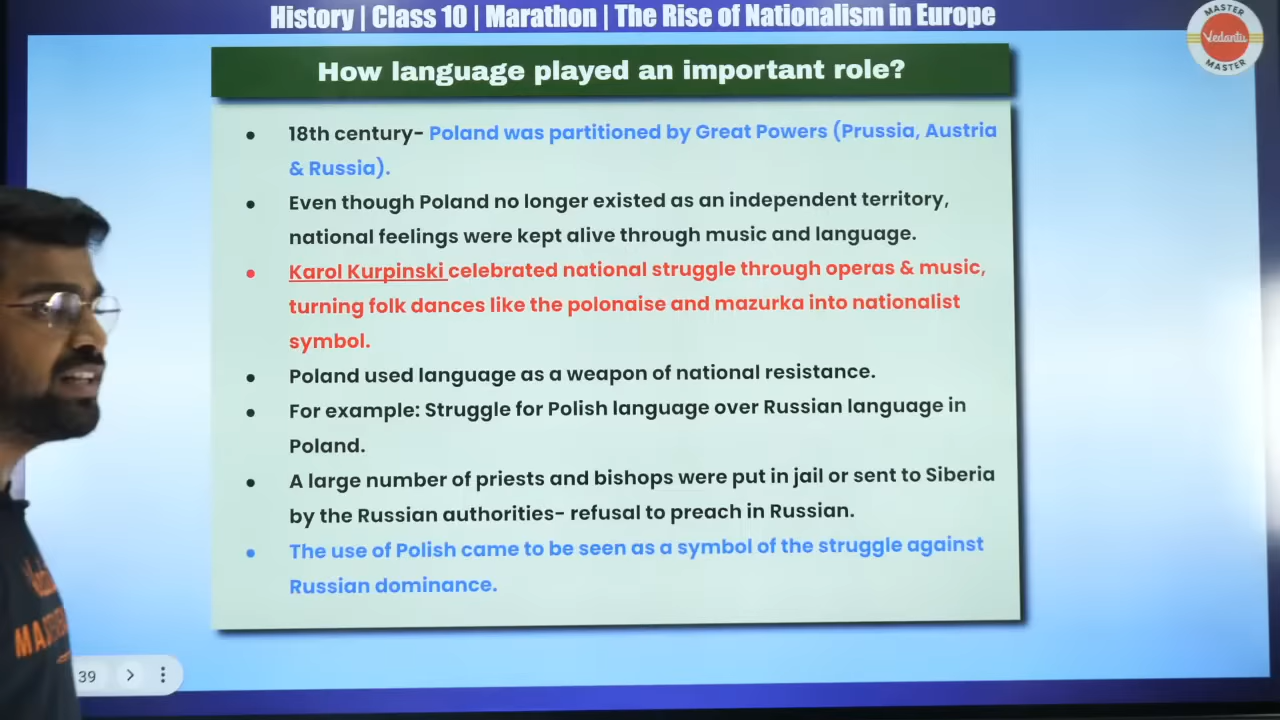 History | Class 10 | Marathon | The Rise of Nationalism in Europe
MASTER
Vedantu
MASTER
How language played an important role?
• 18th century- Poland was partitioned by Great Powers (Prussia, Austria
& Russia).
• Even though Poland no longer existed as an independent territory,
national feelings were kept alive through music and language.
• Karol Kurpinski celebrated national struggle through operas & music,
turning folk dances like the polonaise and mazurka into nationalist
symbol.
• Poland used language as a weapon of national resistance.
• For example: Struggle for Polish language over Russian language in
Poland.
• A large number of priests and bishops were put in jail or sent to Siberia
by the Russian authorities- refusal to preach in Russian.
• The use of Polish came to be seen as a symbol of the struggle against
Russian dominance.
39